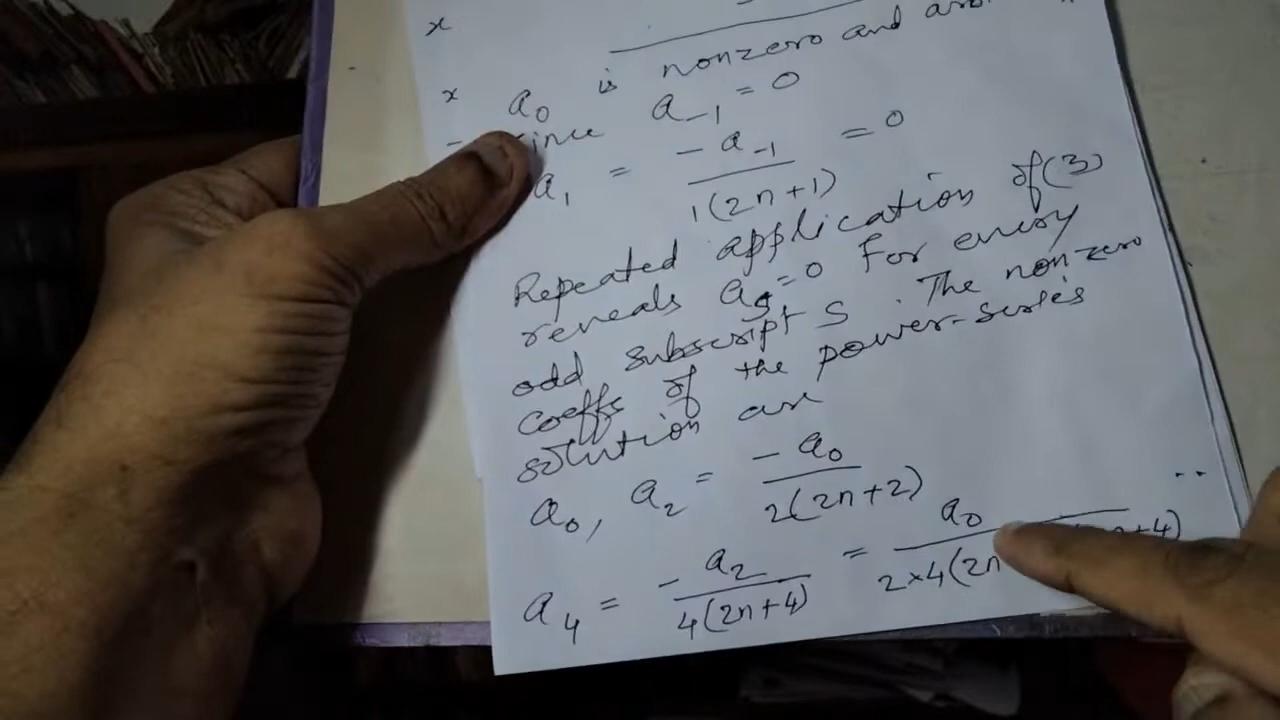 x
is nonzero and
x a₀
since a₋₁ = 0
a₁ = - a₋₁ / 1(2n+1) = 0
Repeated application of (3)
reveals aₛ = 0 For every
odd subscript S. The nonzero
coeffs of the power-series
solution are
a₀, a₂ = - a₀ / 2(2n+2)
a₄ = - a₂ / 4(2n+4) = a₀ / 2×4(2n +4)